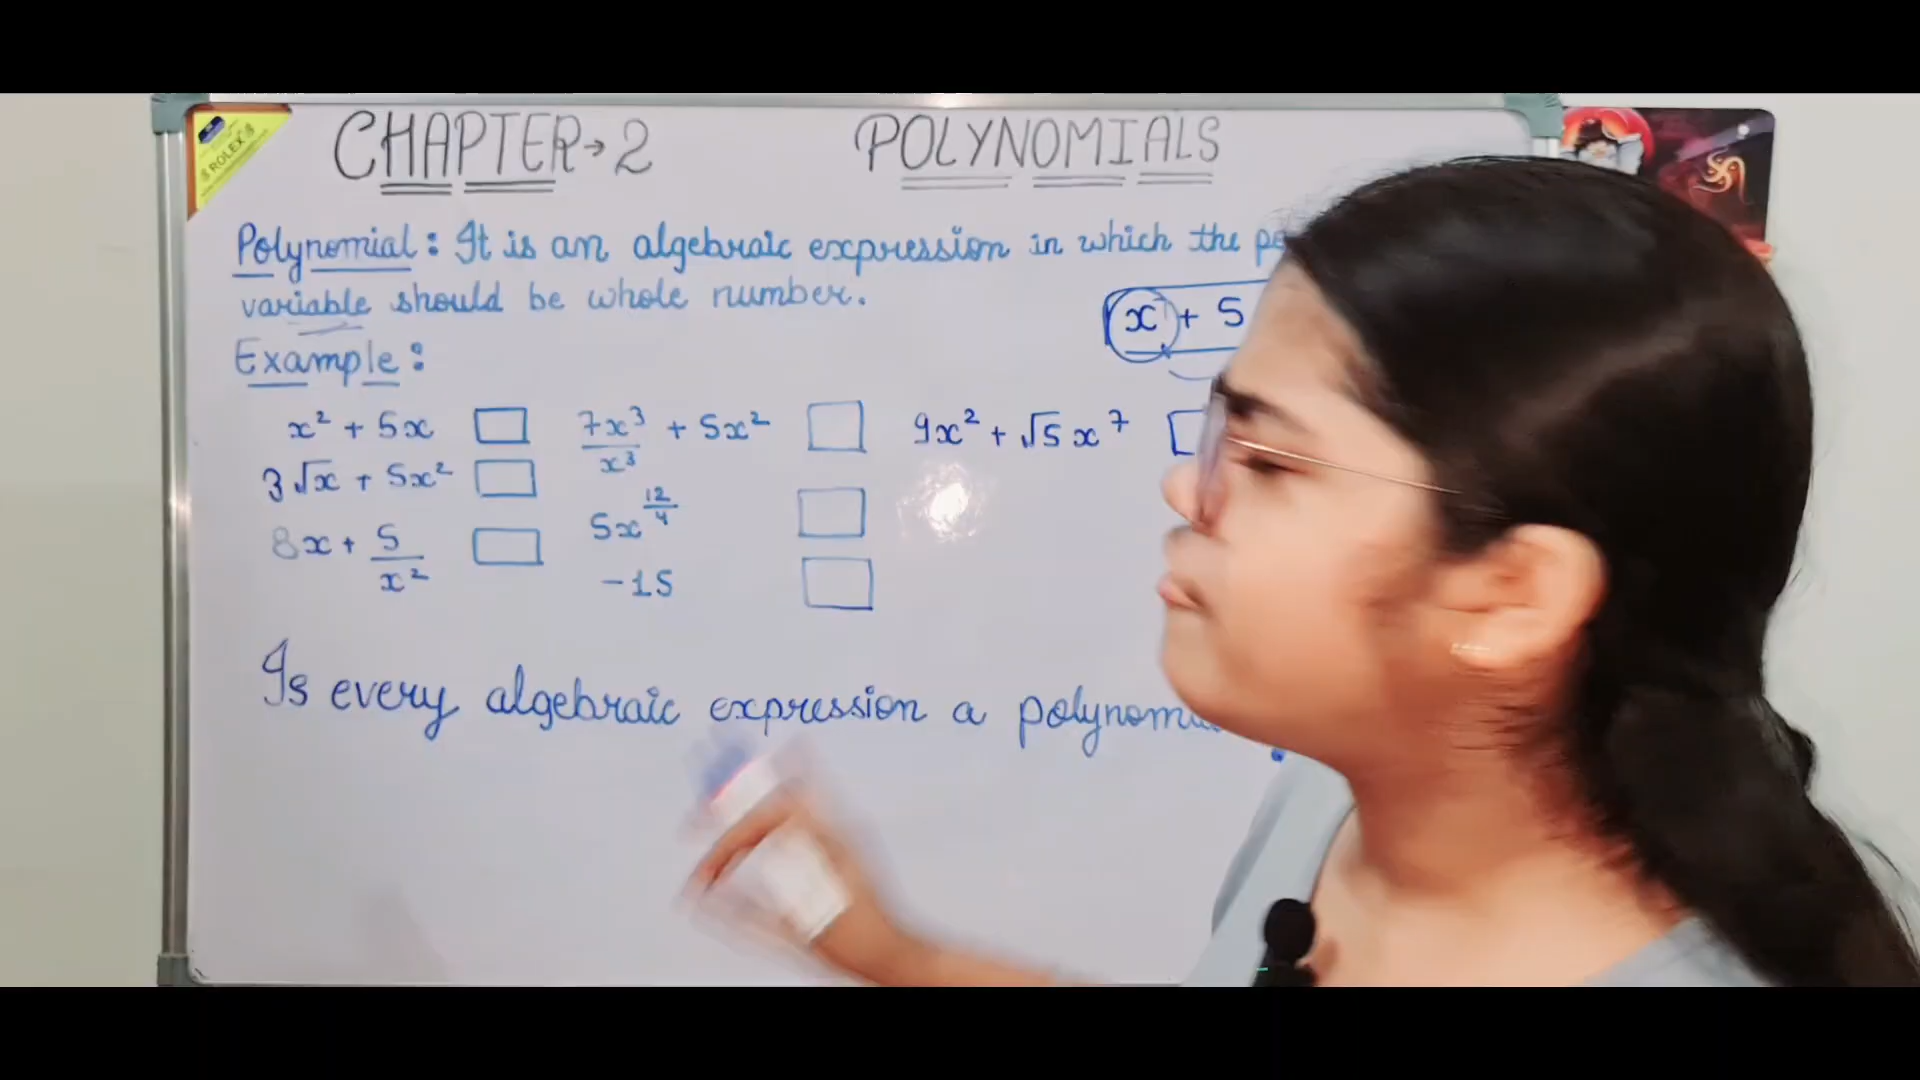 CHAPTER→2 POLYNOMIALS
ROLEX
Polynomial: It is an algebraic expression in which the
variable should be whole number.
x + 5
Example:
x² + 5x 7x³/x³ + 5x² 9x² + √5 x⁷
3√x + 5x² 5x^12/4
8x + 5/x² -15
Is every algebraic expression a